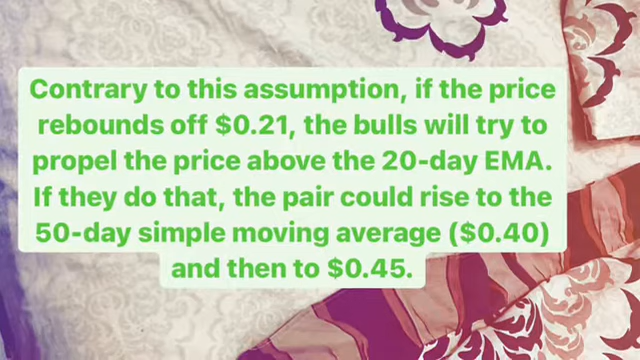 Contrary to this assumption, if the price
rebounds off $0.21, the bulls will try to
propel the price above the 20-day EMA.
If they do that, the pair could rise to the
50-day simple moving average ($0.40)
and then to $0.45.